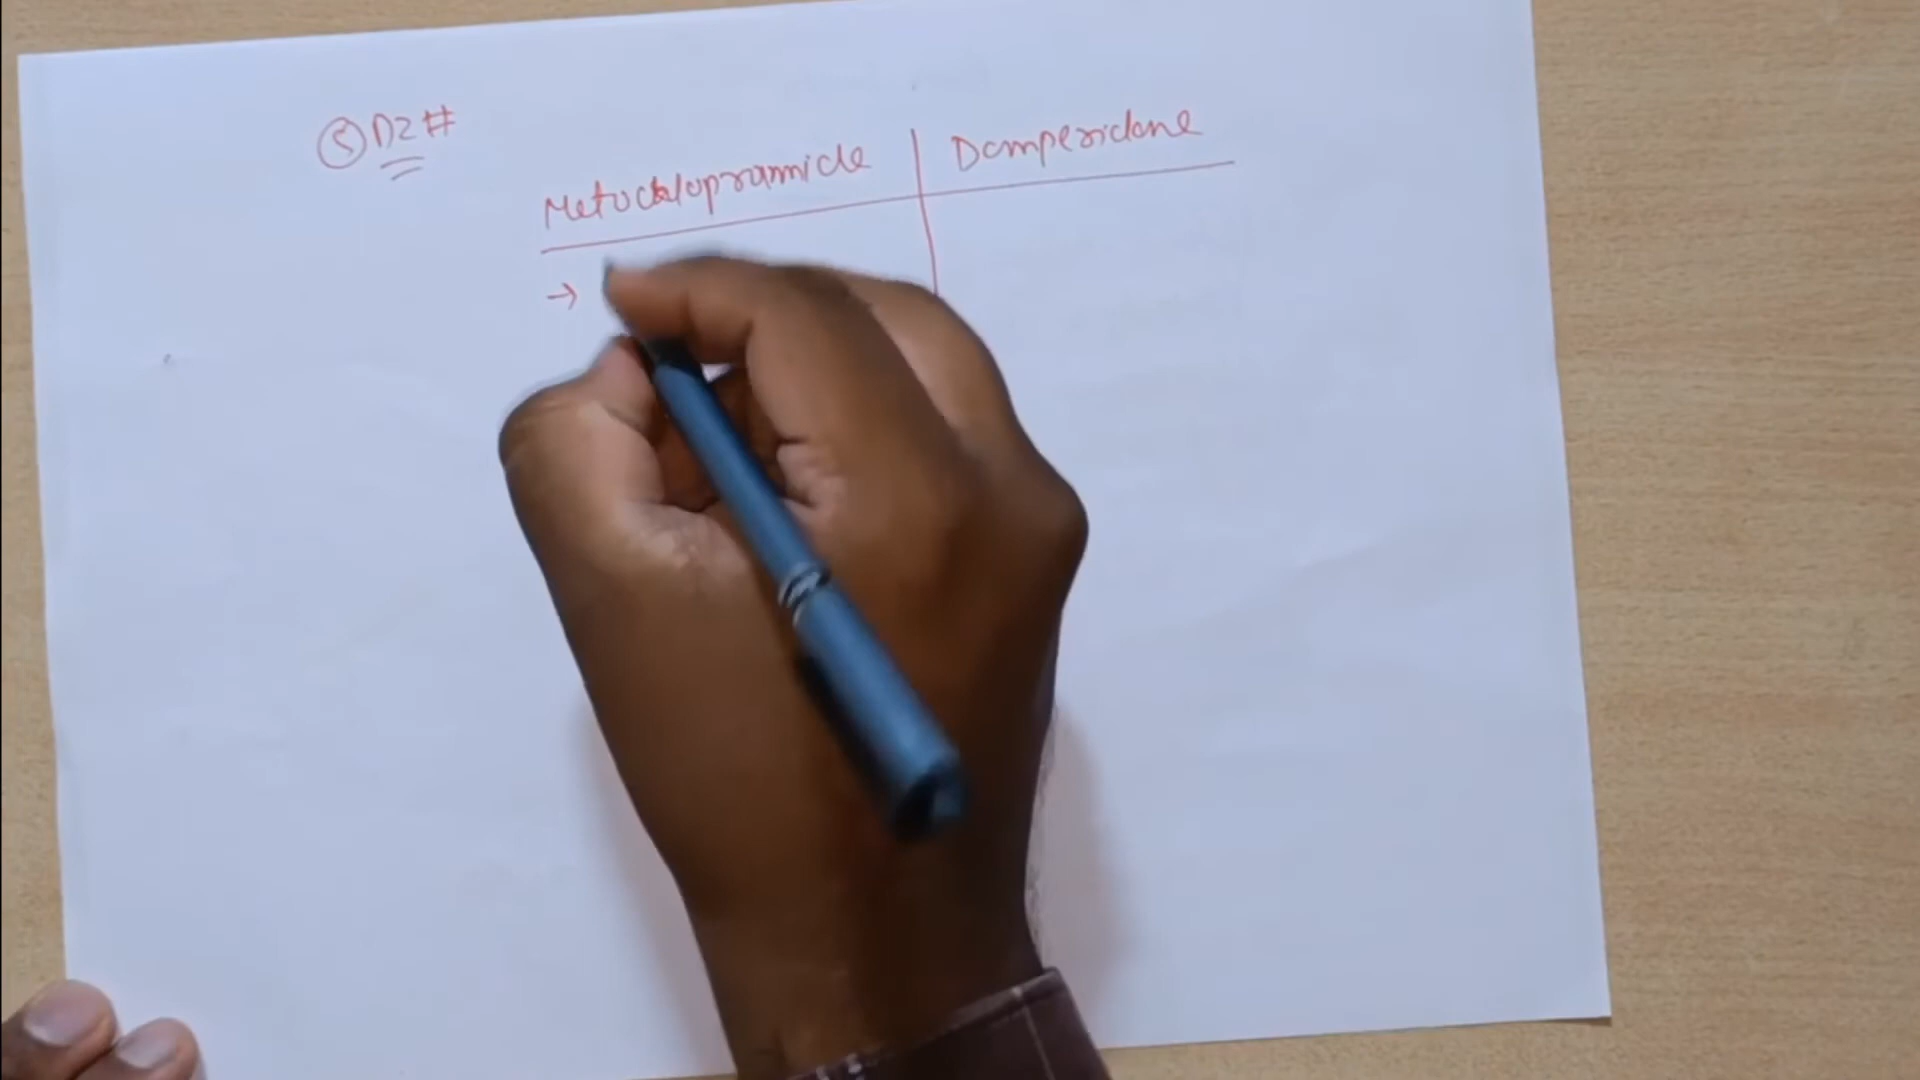 ⑤ D2 #
Metoclopramide | Domperidone
→